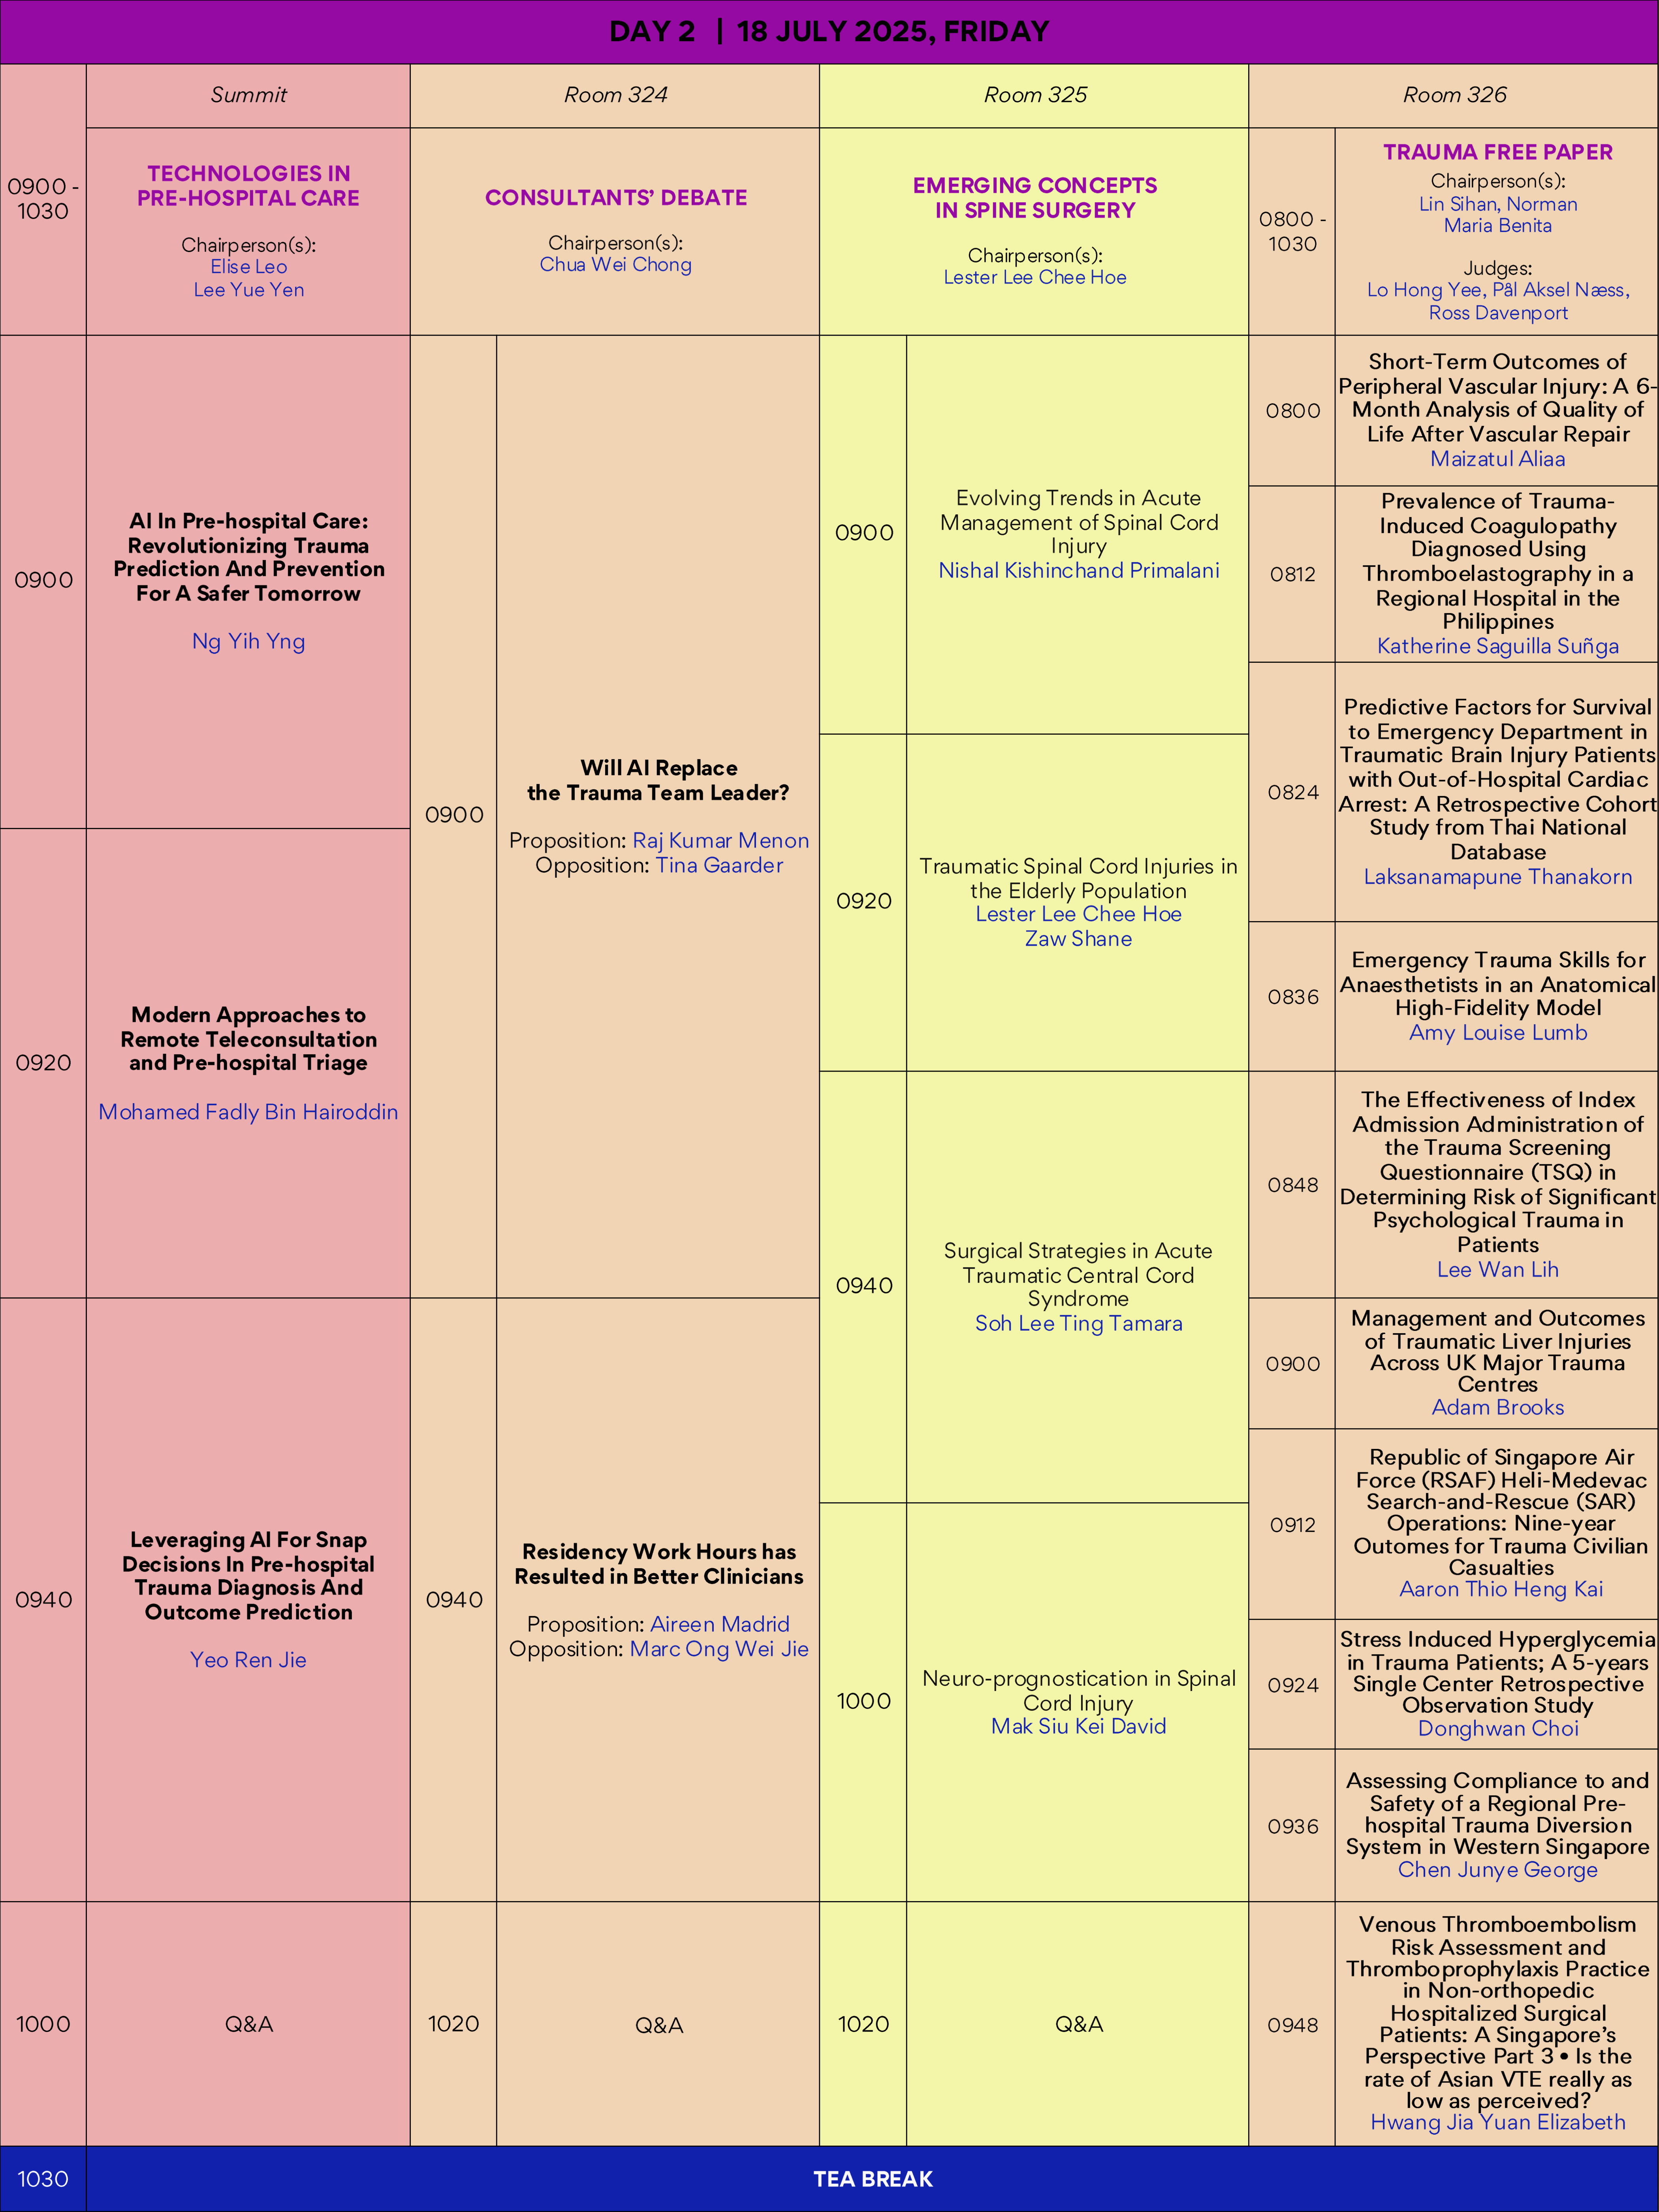 DAY 2 | 18 JULY 2025, FRIDAY
0900 -
1030
Summit
TECHNOLOGIES IN
PRE-HOSPITAL CARE
Chairperson(s):
Elise Leo
Lee Yue Yen
Room 324
CONSULTANTS’ DEBATE
Chairperson(s):
Chua Wei Chong
Room 325
EMERGING CONCEPTS
IN SPINE SURGERY
Chairperson(s):
Lester Lee Chee Hoe
Room 326
0800 -
1030
TRAUMA FREE PAPER
Chairperson(s):
Lin Sihan, Norman
Maria Benita
Judges:
Lo Hong Yee, Pål Aksel Næss,
Ross Davenport
0900
AI In Pre-hospital Care:
Revolutionizing Trauma
Prediction And Prevention
For A Safer Tomorrow
Ng Yih Yng
0920
Modern Approaches to
Remote Teleconsultation
and Pre-hospital Triage
Mohamed Fadly Bin Hairoddin
0940
Leveraging AI For Snap
Decisions In Pre-hospital
Trauma Diagnosis And
Outcome Prediction
Yeo Ren Jie
1000
Q&A
0900
Will AI Replace
the Trauma Team Leader?
Proposition: Raj Kumar Menon
Opposition: Tina Gaarder
0940
Residency Work Hours has
Resulted in Better Clinicians
Proposition: Aireen Madrid
Opposition: Marc Ong Wei Jie
1020
Q&A
0900
Evolving Trends in Acute
Management of Spinal Cord
Injury
Nishal Kishinchand Primalani
0920
Traumatic Spinal Cord Injuries in
the Elderly Population
Lester Lee Chee Hoe
Zaw Shane
0940
Surgical Strategies in Acute
Traumatic Central Cord
Syndrome
Soh Lee Ting Tamara
1000
Neuro-prognostication in Spinal
Cord Injury
Mak Siu Kei David
1020
Q&A
0800
Short-Term Outcomes of
Peripheral Vascular Injury: A 6-
Month Analysis of Quality of
Life After Vascular Repair
Maizatul Aliaa
0812
Prevalence of Trauma-
Induced Coagulopathy
Diagnosed Using
Thromboelastography in a
Regional Hospital in the
Philippines
Katherine Saguilla Suñga
0824
Predictive Factors for Survival
to Emergency Department in
Traumatic Brain Injury Patients
with Out-of-Hospital Cardiac
Arrest: A Retrospective Cohort
Study from Thai National
Database
Laksanamapune Thanakorn
0836
Emergency Trauma Skills for
Anaesthetists in an Anatomical
High-Fidelity Model
Amy Louise Lumb
0848
The Effectiveness of Index
Admission Administration of
the Trauma Screening
Questionnaire (TSQ) in
Determining Risk of Significant
Psychological Trauma in
Patients
Lee Wan Lih
0900
Management and Outcomes
of Traumatic Liver Injuries
Across UK Major Trauma
Centres
Adam Brooks
0912
Republic of Singapore Air
Force (RSAF) Heli-Medevac
Search-and-Rescue (SAR)
Operations: Nine-year
Outcomes for Trauma Civilian
Casualties
Aaron Thio Heng Kai
0924
Stress Induced Hyperglycemia
in Trauma Patients; A 5-years
Single Center Retrospective
Observation Study
Donghwan Choi
0936
Assessing Compliance to and
Safety of a Regional Pre-
hospital Trauma Diversion
System in Western Singapore
Chen Junye George
0948
Venous Thromboembolism
Risk Assessment and
Thromboprophylaxis Practice
in Non-orthopedic
Hospitalized Surgical
Patients: A Singapore’s
Perspective Part 3 • Is the
rate of Asian VTE really as
low as perceived?
Hwang Jia Yuan Elizabeth
1030
TEA BREAK